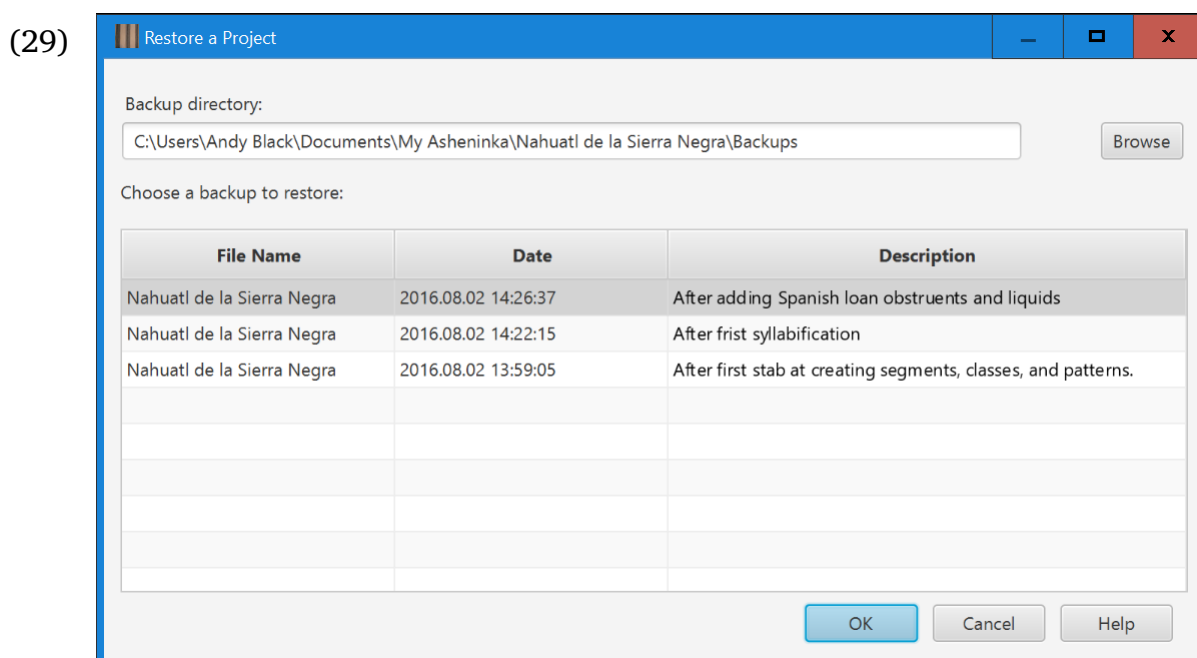 (29)
Restore a Project
Backup directory:
C:\Users\Andy Black\Documents\My Asheninka\Nahuatl de la Sierra Negra\Backups
Browse
Choose a backup to restore:
File Name Date Description
Nahuatl de la Sierra Negra 2016.08.02 14:26:37 After adding Spanish loan obstruents and liquids
Nahuatl de la Sierra Negra 2016.08.02 14:22:15 After frist syllabification
Nahuatl de la Sierra Negra 2016.08.02 13:59:05 After first stab at creating segments, classes, and patterns.
OK Cancel Help